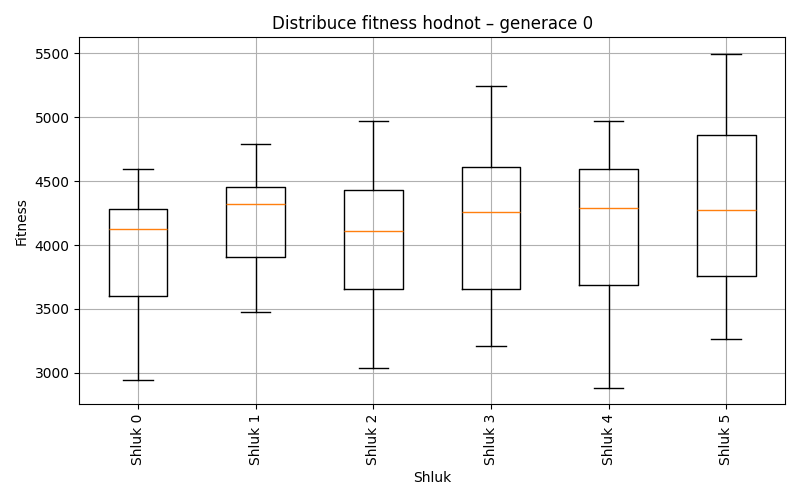 Distribuce fitness hodnot – generace 0
Fitness
5500
5000
4500
4000
3500
3000
Shluk 0
Shluk 1
Shluk 2
Shluk 3
Shluk 4
Shluk 5
Shluk